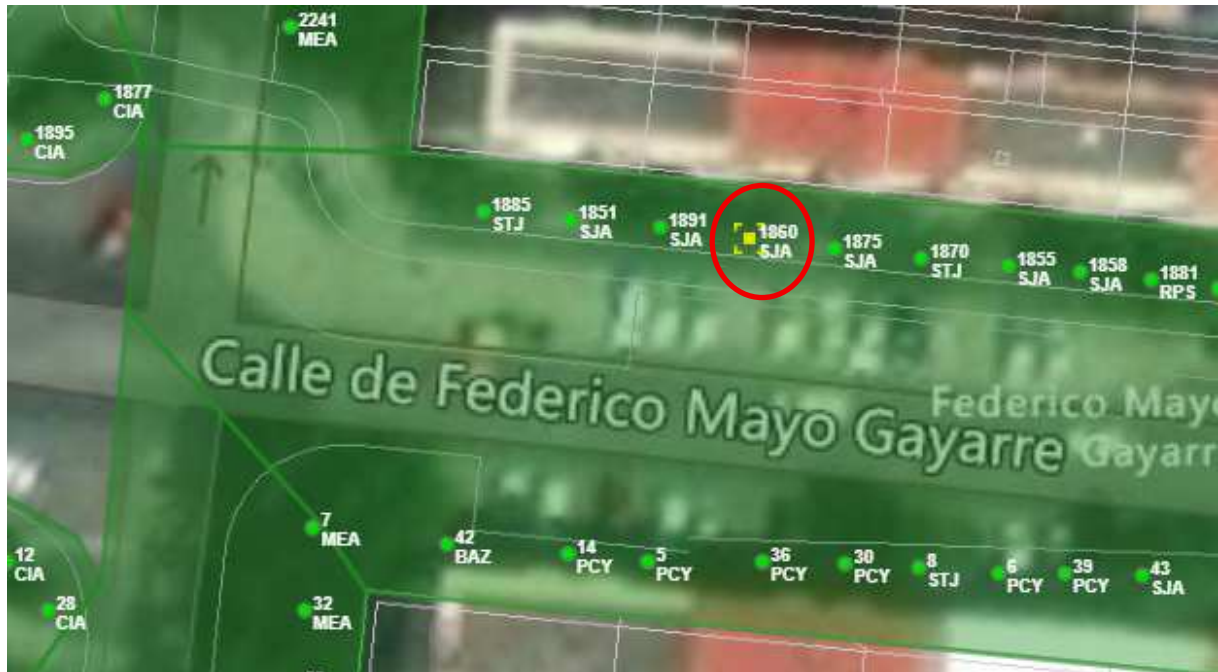 2241
MEA
1877
CIA
1895
CIA
1885
STJ
1851
SJA
1891
SJA
1860
SJA
1875
SJA
1870
STJ
1855
SJA
1858
SJA
1881
RPS
Calle de Federico Mayo Gayarre
Federico Mayo
Gayarr
7
MEA
42
BAZ
14
PCY
5
PCY
36
PCY
30
PCY
8
STJ
6
PCY
39
PCY
43
SJA
12
CIA
28
CIA
32
MEA